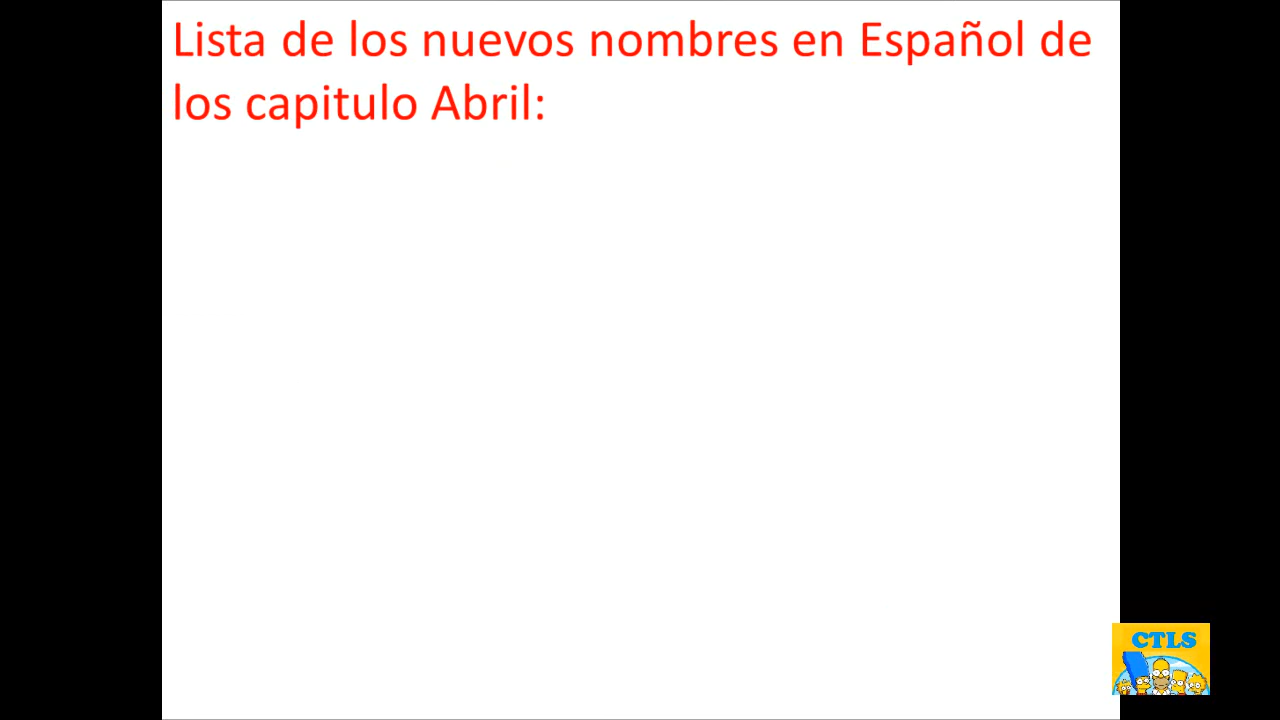 Lista de los nuevos nombres en Español de
los capitulo Abril:
CTLS